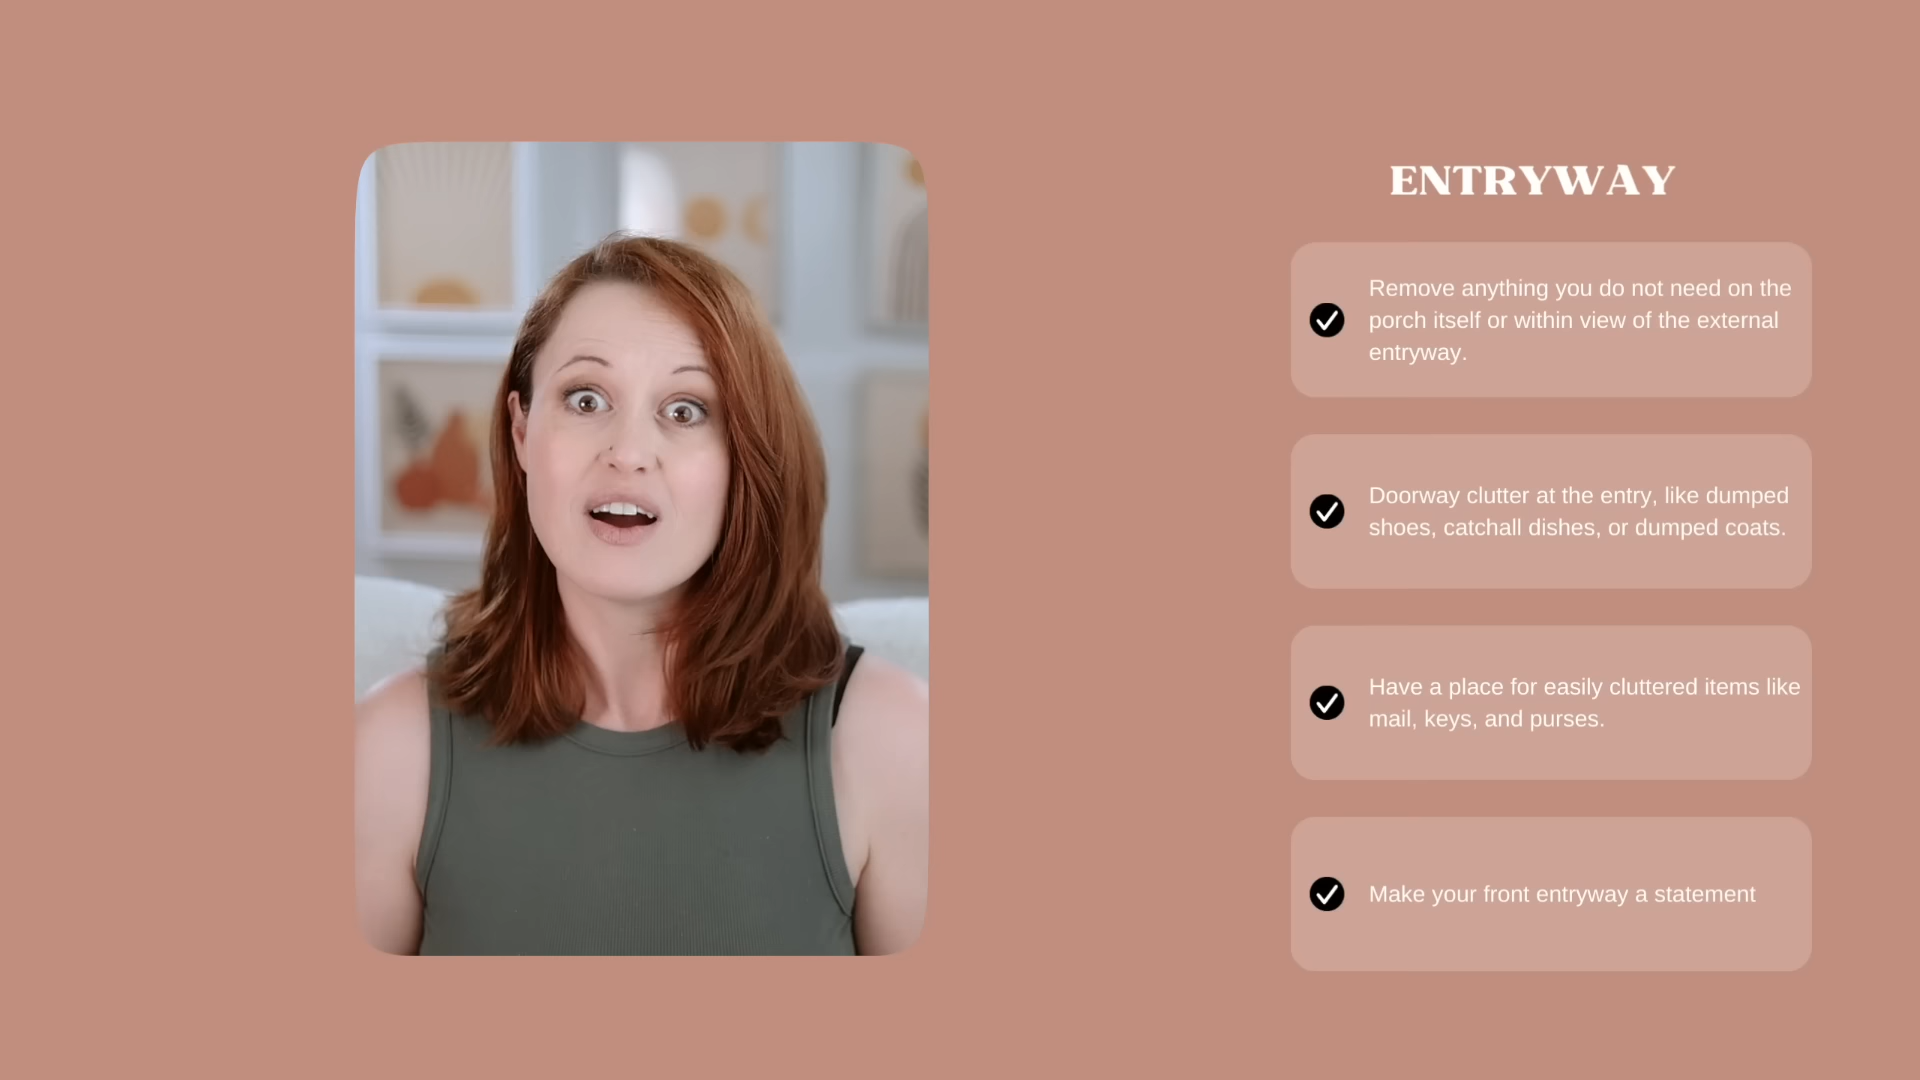 ENTRYWAY
Remove anything you do not need on the
porch itself or within view of the external
entryway.
Doorway clutter at the entry, like dumped
shoes, catchall dishes, or dumped coats.
Have a place for easily cluttered items like
mail, keys, and purses.
Make your front entryway a statement